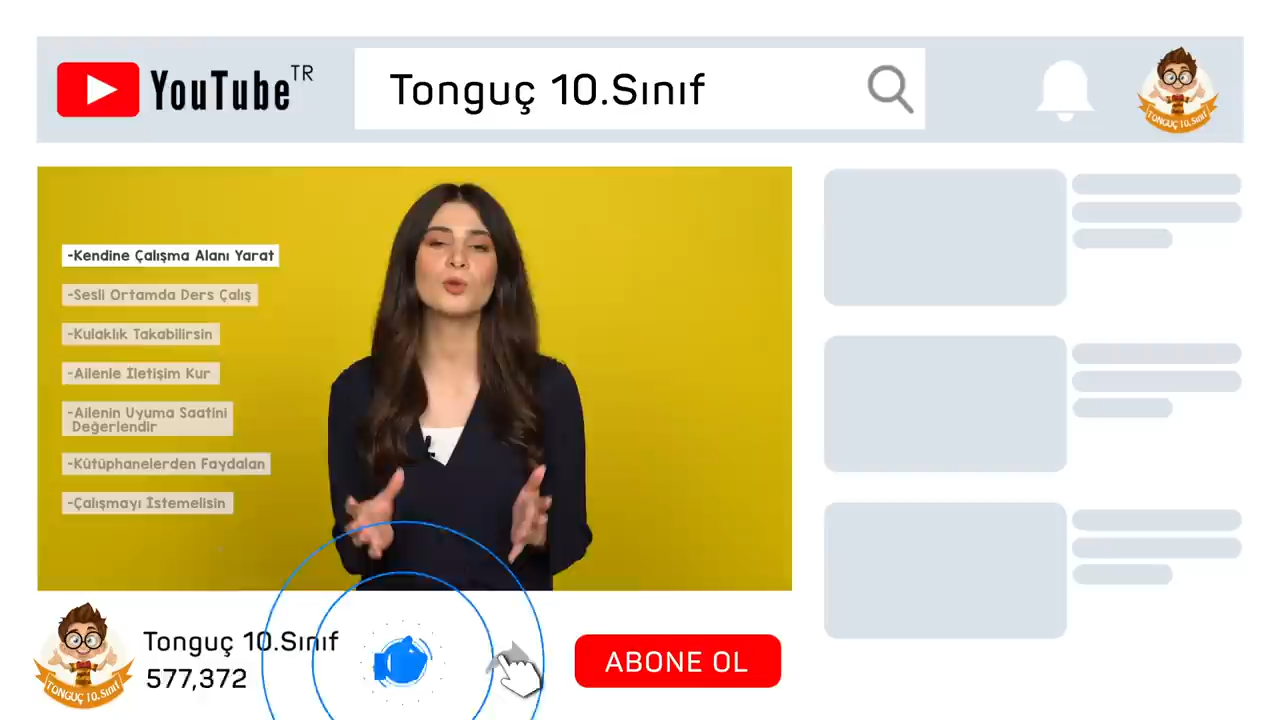 YouTube TR
Tonguç 10.Sınıf
TONGUÇ 10.Sınıf
-Kendine Çalışma Alanı Yarat
-Sesli Ortamda Ders Çalış
-Kulaklık Takabilirsin
-Ailenle İletişim Kur
-Ailenin Uyuma Saatini
Değerlendir
-Kütüphanelerden Faydalan
-Çalışmayı İstemelisin
Tonguç 10.Sınıf
577,372
TONGUÇ 10.Sınıf
ABONE OL